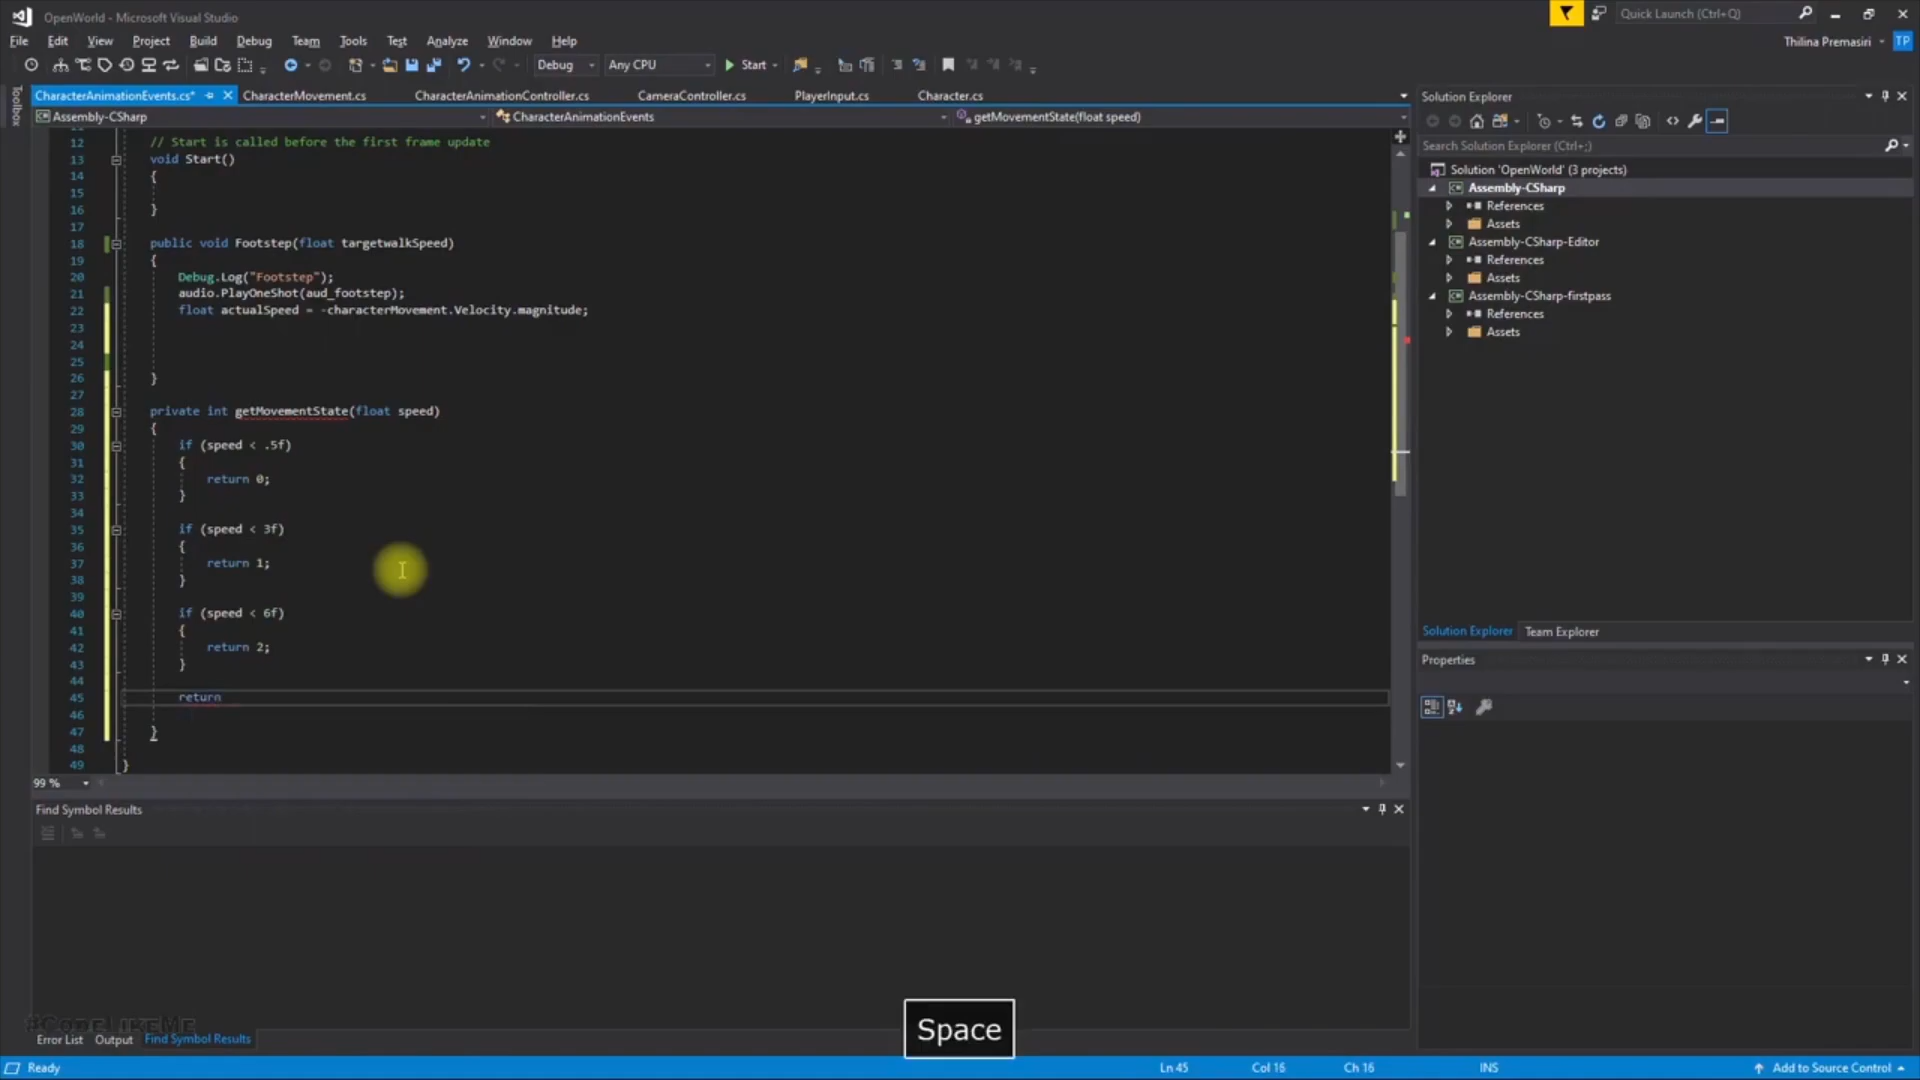 OpenWorld - Microsoft Visual Studio
Quick Launch (Ctrl+Q)
File Edit View Project Build Debug Team Tools Test Analyze Window Help
Thilina Premasiri TP
Debug Any CPU Start
Toolbox
CharacterAnimationEvents.cs* CharacterMovement.cs CharacterAnimationController.cs CameraController.cs PlayerInput.cs Character.cs
Assembly-CSharp CharacterAnimationEvents getMovementState(float speed)
12 // Start is called before the first frame update
13 void Start()
14 {
15
16 }
17
18 public void Footstep(float targetwalkSpeed)
19 {
20 Debug.Log("Footstep");
21 audio.PlayOneShot(aud_footstep);
22 float actualSpeed = -characterMovement.Velocity.magnitude;
23
24
25
26 }
27
28 private int getMovementState(float speed)
29 {
30 if (speed < .5f)
31 {
32 return 0;
33 }
34
35 if (speed < 3f)
36 {
37 return 1;
38 }
39
40 if (speed < 6f)
41 {
42 return 2;
43 }
44
45 return
46
47 }
48
49 }
99 %
Find Symbol Results
#CodeLikeMe
Error List Output Find Symbol Results
Space
Solution Explorer
Search Solution Explorer (Ctrl+;)
Solution 'OpenWorld' (3 projects)
Assembly-CSharp
References
Assets
Assembly-CSharp-Editor
References
Assets
Assembly-CSharp-firstpass
References
Assets
Solution Explorer Team Explorer
Properties
Ready Ln 45 Col 16 Ch 16 INS Add to Source Control